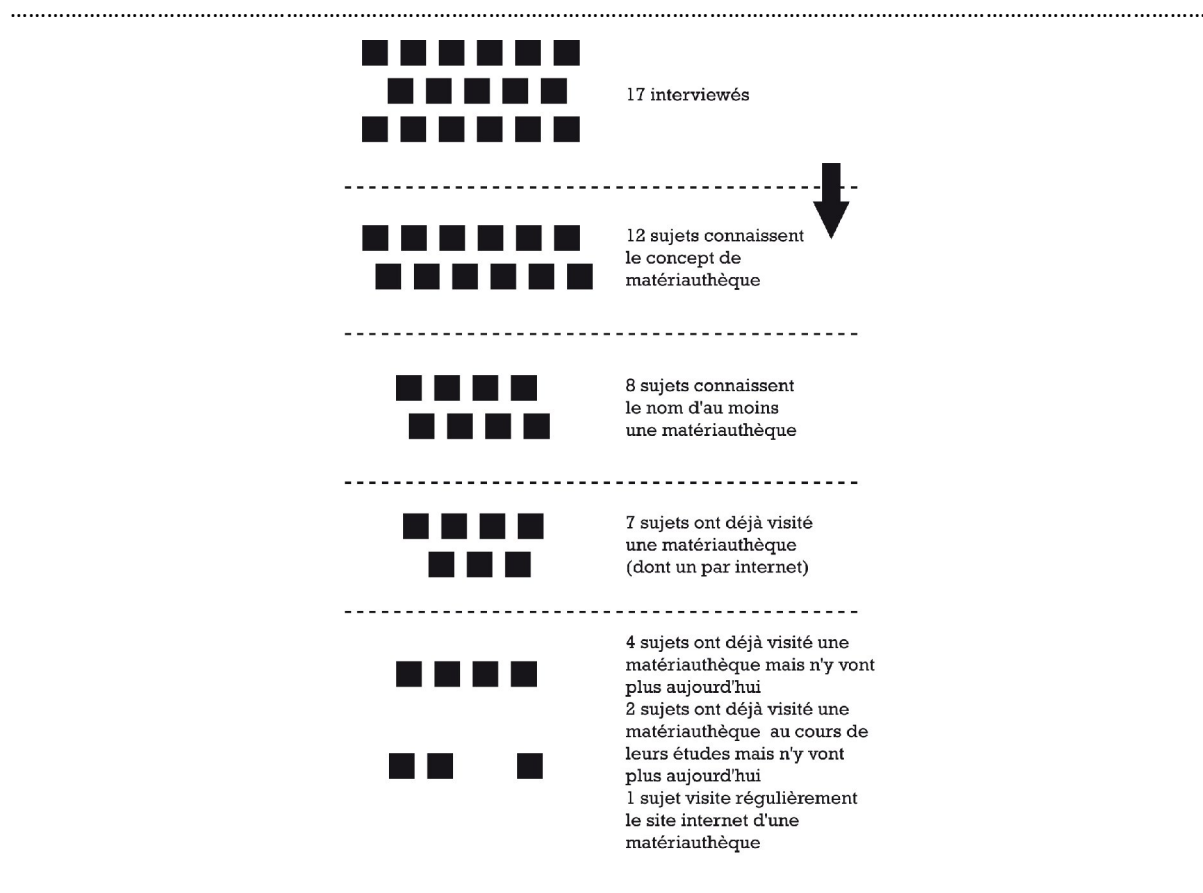 17 interviewés
12 sujets connaissent
le concept de
matériauthèque
8 sujets connaissent
le nom d'au moins
une matériauthèque
7 sujets ont déjà visité
une matériauthèque
(dont un par internet)
4 sujets ont déjà visité une
matériauthèque mais n'y vont
plus aujourd'hui
2 sujets ont déjà visité une
matériauthèque au cours de
leurs études mais n'y vont
plus aujourd'hui
1 sujet visite régulièrement
le site internet d'une
matériauthèque